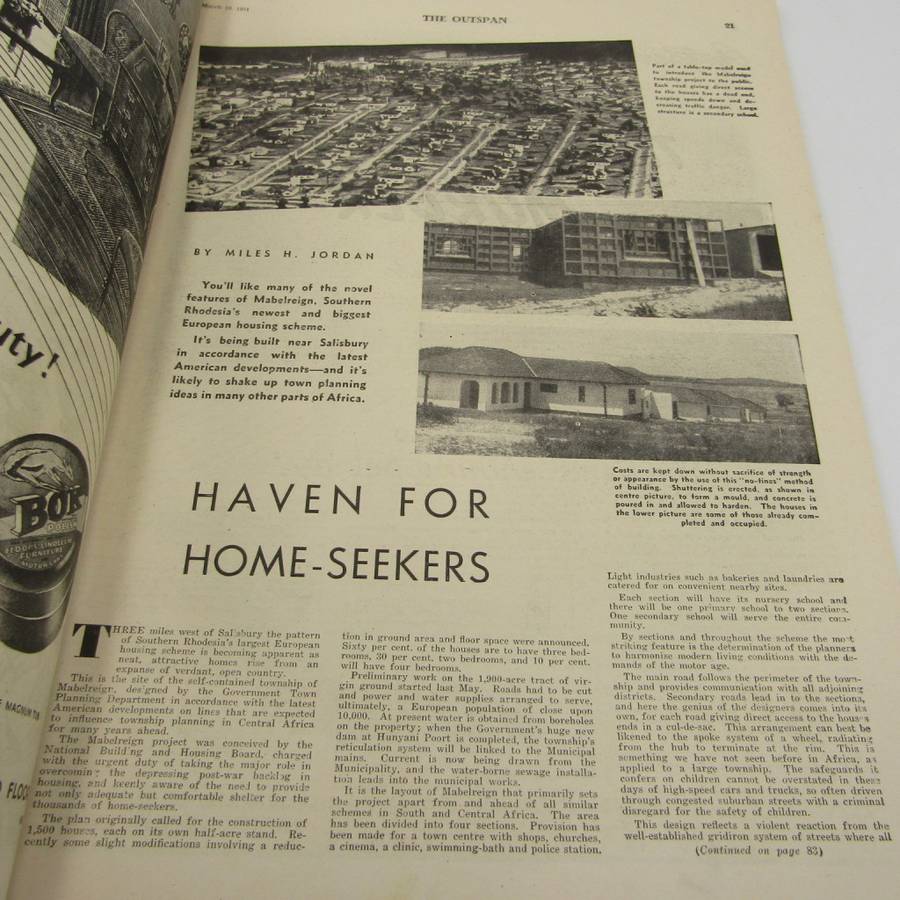 March 30, 1951
THE OUTSPAN
21
Part of a table-top model used
to introduce the Mabelreign
township project to the public.
Each road giving direct access
to the houses has a dead end,
keeping speeds down and de-
creasing traffic danger. Large
structure is a secondary school.
BY MILES H. JORDAN
You'll like many of the novel
features of Mabelreign, Southern
Rhodesia's newest and biggest
European housing scheme.
It's being built near Salisbury
in accordance with the latest
American developments—and it's
likely to shake up town planning
ideas in many other parts of Africa.
Costs are kept down without sacrifice of strength
or appearance by the use of this "no-fines" method
of building. Shuttering is erected, as shown in
centre picture, to form a mould, and concrete is
poured in and allowed to harden. The houses in
the lower picture are some of those already com-
pleted and occupied.
HAVEN FOR
HOME-SEEKERS
THREE miles west of Salisbury the pattern
of Southern Rhodesia's largest European
housing scheme is becoming apparent as
neat, attractive homes rise from an
expanse of verdant, open country.
This is the site of the self-contained township of
Mabelreign, designed by the Government Town
Planning Department in accordance with the latest
American developments on lines that are expected
to influence township planning in Central Africa
for many years ahead.
The Mabelreign project was conceived by the
National Building and Housing Board, charged
with the urgent duty of taking the major role in
overcoming the depressing post-war backlog in
housing, and keenly aware of the need to provide
not only adequate but comfortable shelter for the
thousands of home-seekers.
The plan originally called for the construction of
1,500 houses, each on its own half-acre stand. Re-
cently some slight modifications involving a reduc-
tion in ground area and floor space were announced.
Sixty per cent. of the houses are to have three bed-
rooms, 30 per cent. two bedrooms, and 10 per cent.
will have four bedrooms.
Preliminary work on the 1,900-acre tract of vir-
gin ground started last May. Roads had to be cut
and power and water supplies arranged to serve,
ultimately, a European population of close upon
10,000. At present water is obtained from boreholes
on the property; when the Government's huge new
dam at Hunyani Poort is completed, the township's
reticulation system will be linked to the Municipal
mains. Current is now being drawn from the
Municipality, and the water-borne sewage installa-
tion leads into the municipal works.
It is the layout of Mabelreign that primarily sets
the project apart from and ahead of all similar
schemes in South and Central Africa. The area
has been divided into four sections. Provision has
been made for a town centre with shops, churches,
a cinema, a clinic, swimming-bath and police station.
Light industries such as bakeries and laundries are
catered for on convenient nearby sites.
Each section will have its nursery school and
there will be one primary school to two sections.
One secondary school will serve the entire com-
munity.
By sections and throughout the scheme the most
striking feature is the determination of the planners
to harmonise modern living conditions with the de-
mands of the motor age.
The main road follows the perimeter of the town-
ship and provides communication with all adjoining
districts. Secondary roads lead in to the sections,
and here the genius of the designers comes into its
own, for each road giving direct access to the houses
ends in a cul-de-sac. This arrangement can best be
likened to the spoke system of a wheel, radiating
from the hub to terminate at the rim. This is
something we have not seen before in Africa, as
applied to a large township. The safeguards it
confers on children cannot be overstated in these
days of high-speed cars and trucks, so often driven
through congested suburban streets with a criminal
disregard for the safety of children.
This design reflects a violent reaction from the
well-established gridiron system of streets where all
(Continued on page 83)
uty!
BOK
FLOORS LINOLEUM
FURNITURE
MOTOR CARS
MAGNUM TIN
FLOO